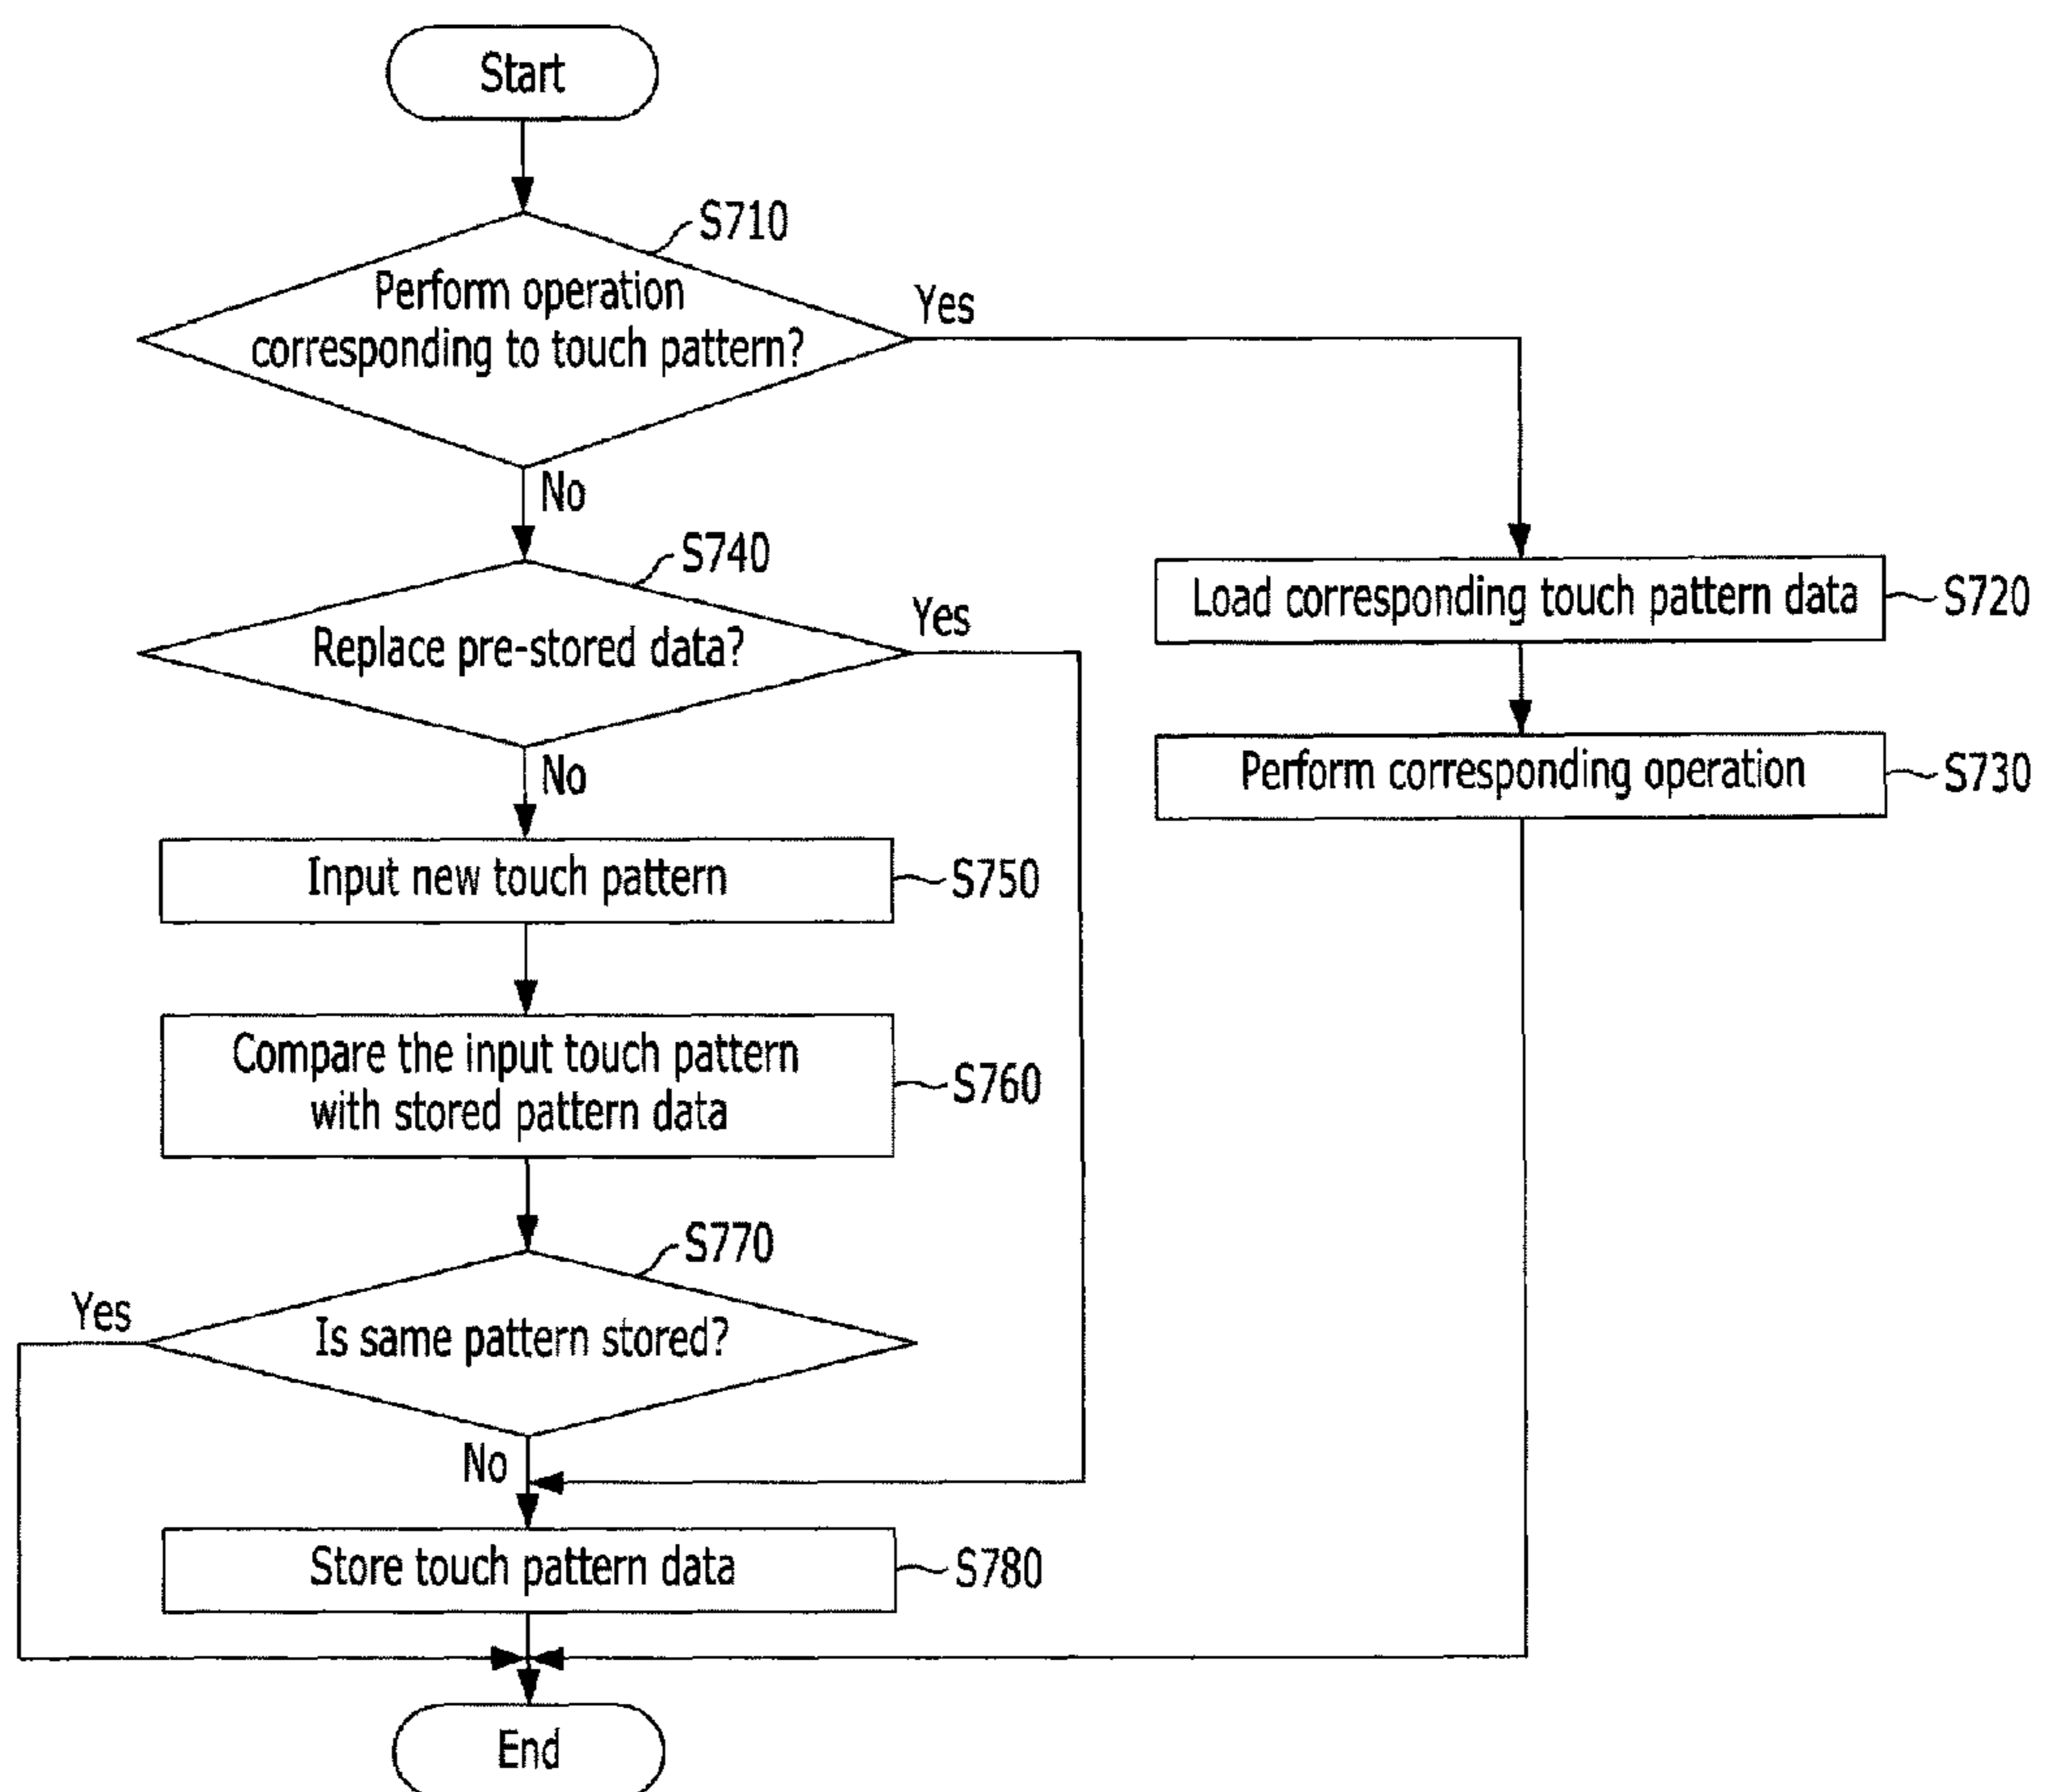 Start
S710
Perform operation
corresponding to touch pattern?
Yes
No
S740
Replace pre-stored data?
Yes
Load corresponding touch pattern data
S720
No
Perform corresponding operation
S730
Input new touch pattern
S750
Compare the input touch pattern
with stored pattern data
S760
S770
Yes
Is same pattern stored?
No
Store touch pattern data
S780
End